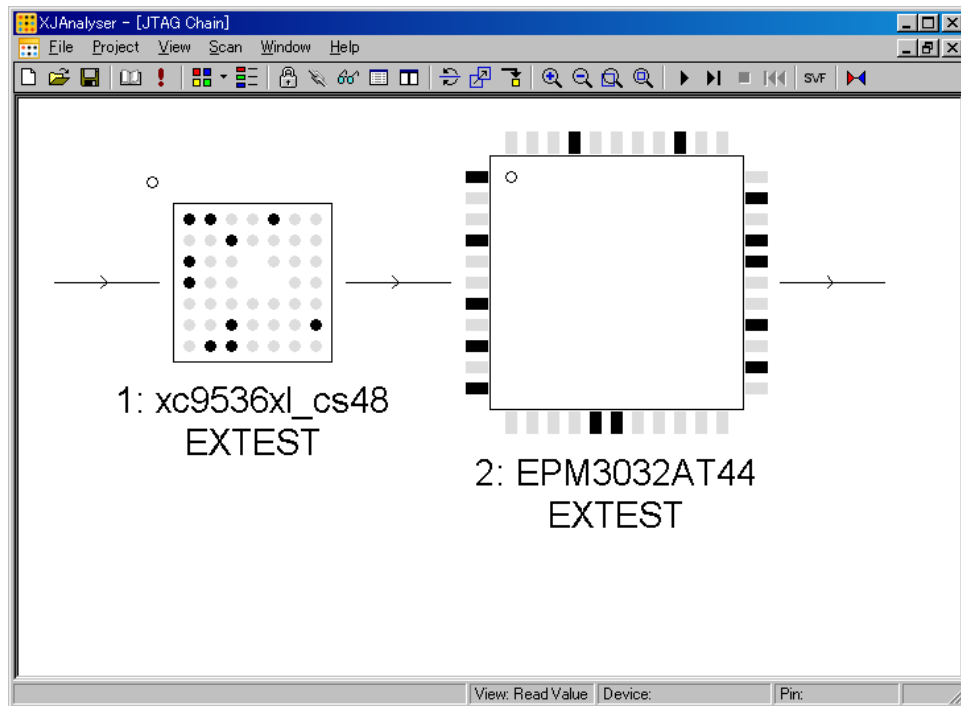 XJAnalyser - [JTAG Chain]
File Project View Scan Window Help
SVF
1: xc9536xl_cs48
EXTEST
2: EPM3032AT44
EXTEST
View: Read Value Device: Pin: